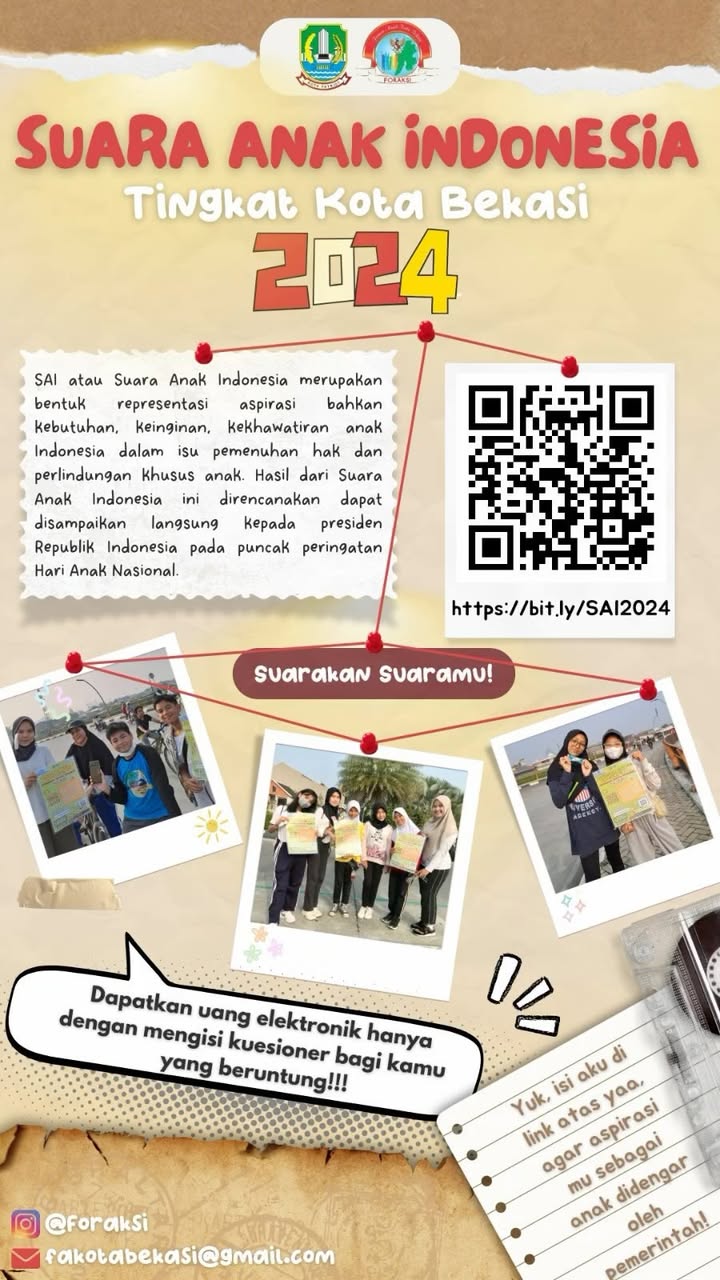 FORAKSI
SUARA ANAK INDONESIA
Tingkat Kota Bekasi
2024
SAI atau Suara Anak Indonesia merupakan
bentuk representasi aspirasi bahkan
kebutuhan, keinginan, kekhawatiran anak
Indonesia dalam isu pemenuhan hak dan
perlindungan khusus anak. Hasil dari Suara
Anak Indonesia ini direncanakan dapat
disampaikan langsung kepada presiden
Republik Indonesia pada puncak peringatan
Hari Anak Nasional.
https://bit.ly/SAI2024
Suarakan Suaramu!
Dapatkan uang elektronik hanya
dengan mengisi kuesioner bagi kamu
yang beruntung!!!
Yuk, isi aku di
link atas yaa,
agar aspirasi
mu sebagai
anak didengar
oleh
pemerintah!
@foraksi
fakotabekasi@gmail.com